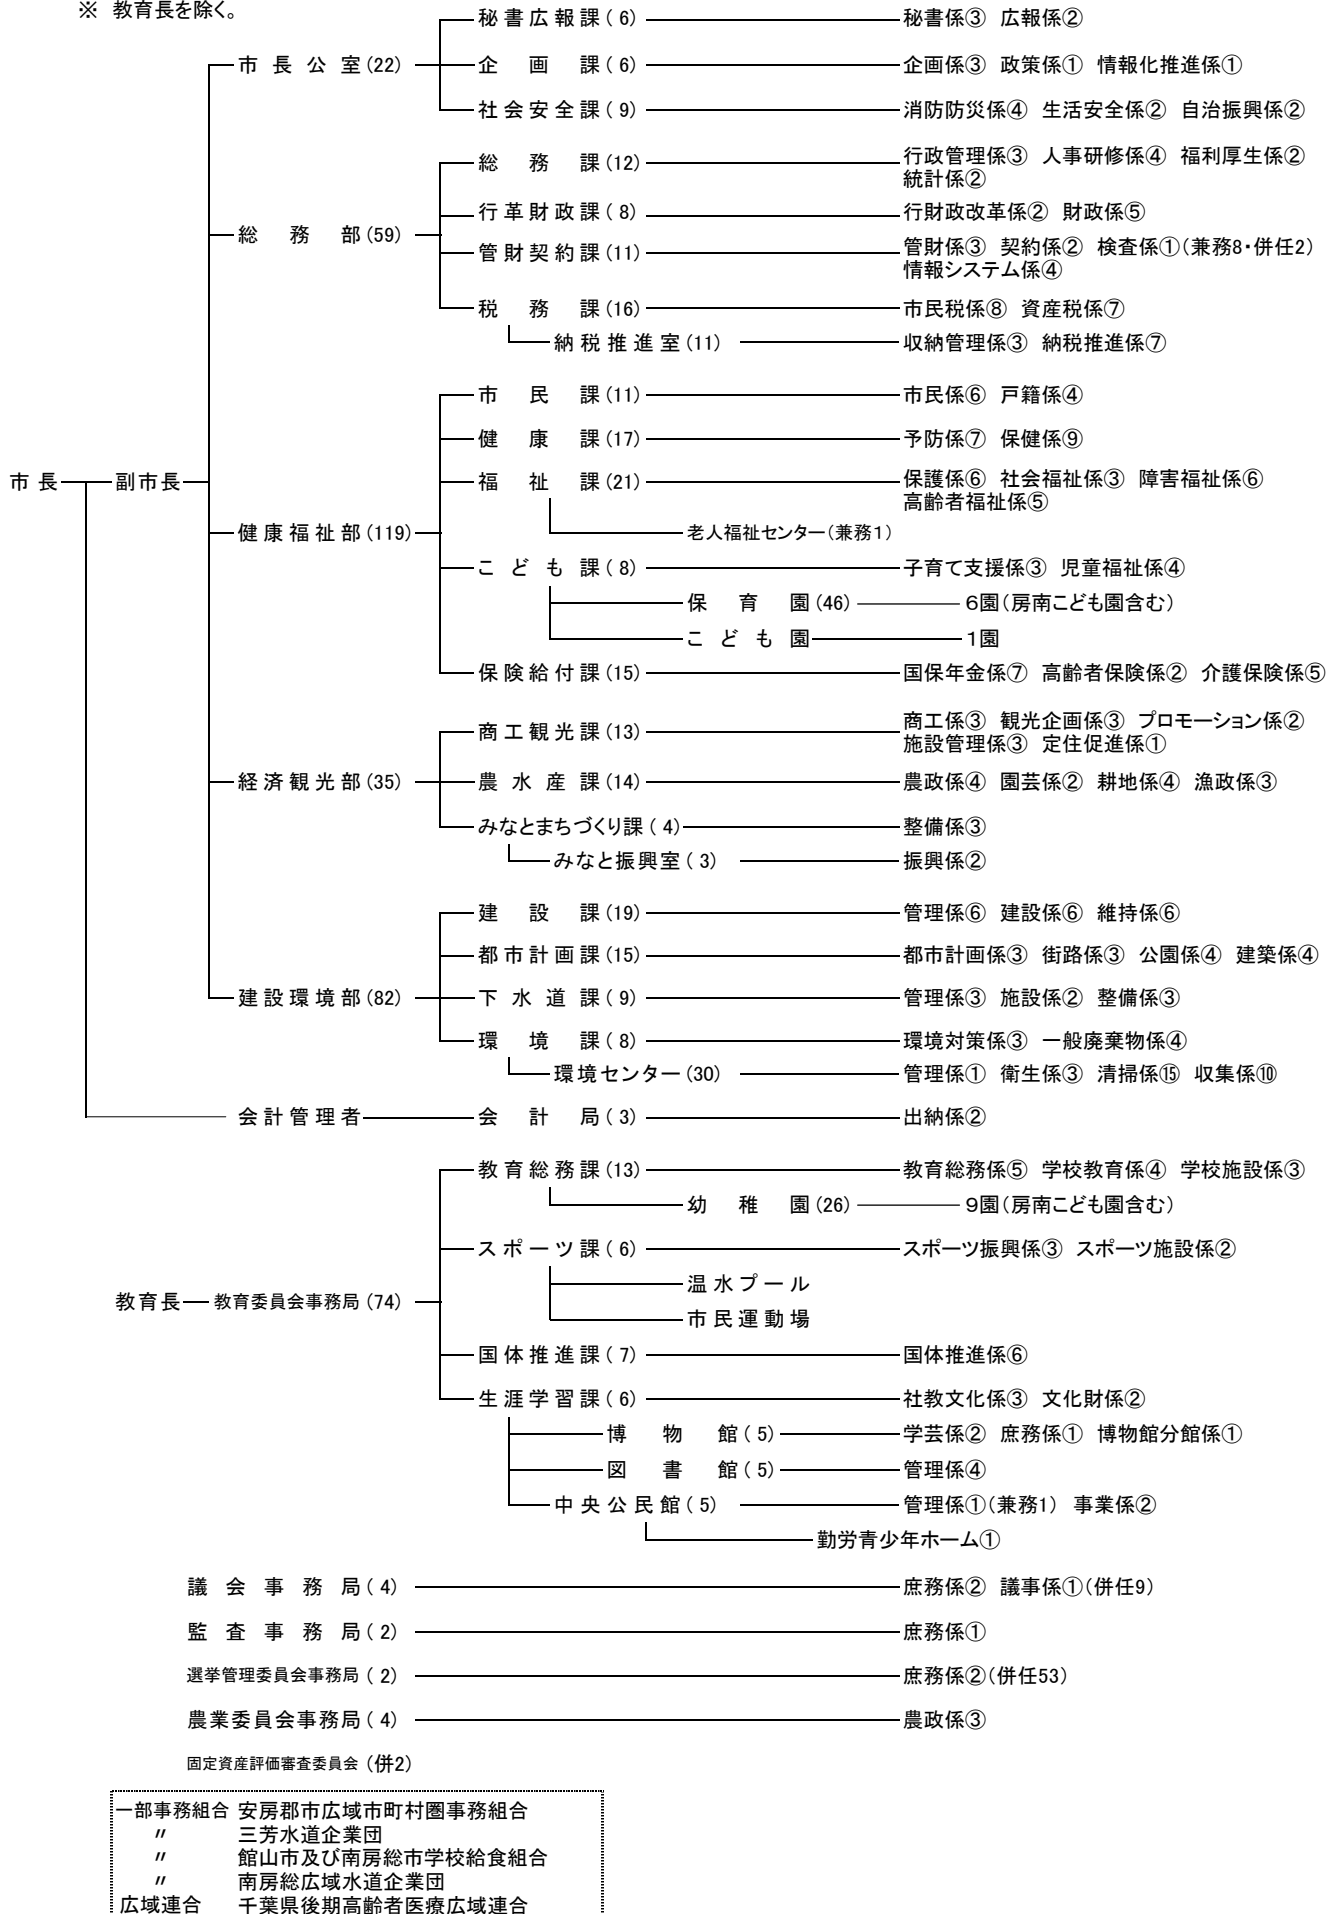 ※ 教育長を除く。
秘書広報課( 6) 秘書係③ 広報係②
市長公室(22) 企画課( 6) 企画係③ 政策係① 情報化推進係①
社会安全課( 9) 消防防災係④ 生活安全係② 自治振興係②
総務課(12) 行政管理係③ 人事研修係④ 福利厚生係②
統計係②
行革財政課( 8) 行財政改革係② 財政係⑤
総務部(59)
管財契約課(11) 管財係③ 契約係② 検査係①(兼務8・併任2)
情報システム係④
税務課(16) 市民税係⑧ 資産税係⑦
納税推進室(11) 収納管理係③ 納税推進係⑦
市民課(11) 市民係⑥ 戸籍係④
健康課(17) 予防係⑦ 保健係⑨
市長 副市長 福祉課(21) 保護係⑥ 社会福祉係③ 障害福祉係⑥
高齢者福祉係⑤
健康福祉部(119) 老人福祉センター(兼務1)
こども課( 8) 子育て支援係③ 児童福祉係④
保育園(46) 6園(房南こども園含む)
こども園 1園
保険給付課(15) 国保年金係⑦ 高齢者保険係② 介護保険係⑤
商工観光課(13) 商工係③ 観光企画係③ プロモーション係②
施設管理係③ 定住促進係①
経済観光部(35) 農水産課(14) 農政係④ 園芸係② 耕地係④ 漁政係③
みなとまちづくり課( 4) 整備係③
みなと振興室( 3) 振興係②
建設課(19) 管理係⑥ 建設係⑥ 維持係⑥
都市計画課(15) 都市計画係③ 街路係③ 公園係④ 建築係④
建設環境部(82) 下水道課( 9) 管理係③ 施設係② 整備係③
環境課( 8) 環境対策係③ 一般廃棄物係④
環境センター(30) 管理係① 衛生係③ 清掃係⑮ 収集係⑩
会計管理者 会計局( 3) 出納係②
教育総務課(13) 教育総務係⑤ 学校教育係④ 学校施設係③
幼稚園(26) 9園(房南こども園含む)
スポーツ課( 6) スポーツ振興係③ スポーツ施設係②
温水プール
教育長 教育委員会事務局(74)
市民運動場
国体推進課( 7) 国体推進係⑥
生涯学習課( 6) 社教文化係③ 文化財係②
博物館( 5) 学芸係② 庶務係① 博物館分館係①
図書館( 5) 管理係④
中央公民館( 5) 管理係①(兼務1) 事業係②
勤労青少年ホーム①
議会事務局( 4) 庶務係② 議事係①(併任9)
監査事務局( 2) 庶務係①
選挙管理委員会事務局( 2) 庶務係②(併任53)
農業委員会事務局( 4) 農政係③
固定資産評価審査委員会(併2)
一部事務組合 安房郡市広域市町村圏事務組合
〃 三芳水道企業団
〃 館山市及び南房総市学校給食組合
〃 南房総広域水道企業団
広域連合 千葉県後期高齢者医療広域連合